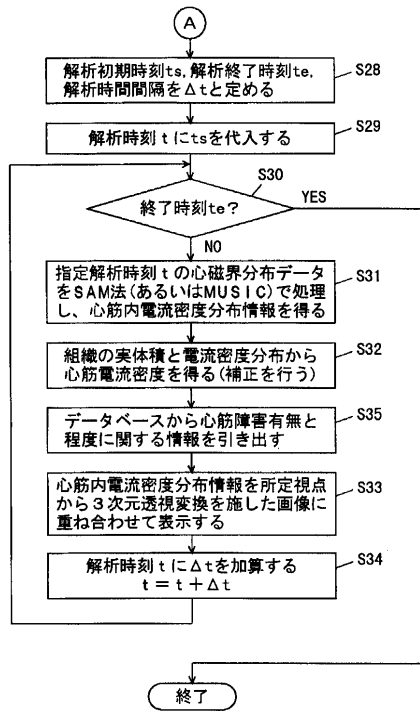 A
解析初期時刻ts,解析終了時刻te,
解析時間間隔をΔtと定める
S28
解析時刻tにtsを代入する
S29
S30
終了時刻te?
YES
NO
指定解析時刻tの心磁界分布データ
をSAM法(あるいはMUSIC)で処理
し、心筋内電流密度分布情報を得る
S31
組織の実体積と電流密度分布から
心筋電流密度を得る(補正を行う)
S32
データベースから心筋障害有無と
程度に関する情報を引き出す
S35
心筋内電流密度分布情報を所定視点
から3次元透視変換を施した画像に
重ね合わせて表示する
S33
解析時刻tにΔtを加算する
t=t+Δt
S34
終了